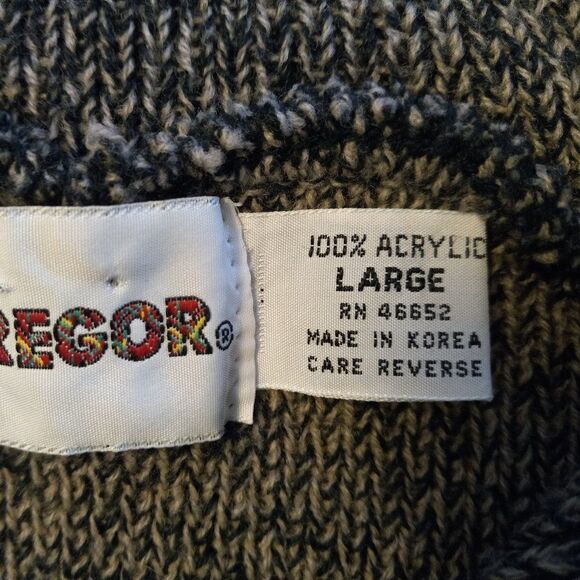 REGOR®
100% ACRYLIC
LARGE
RN 46652
MADE IN KOREA
CARE REVERSE